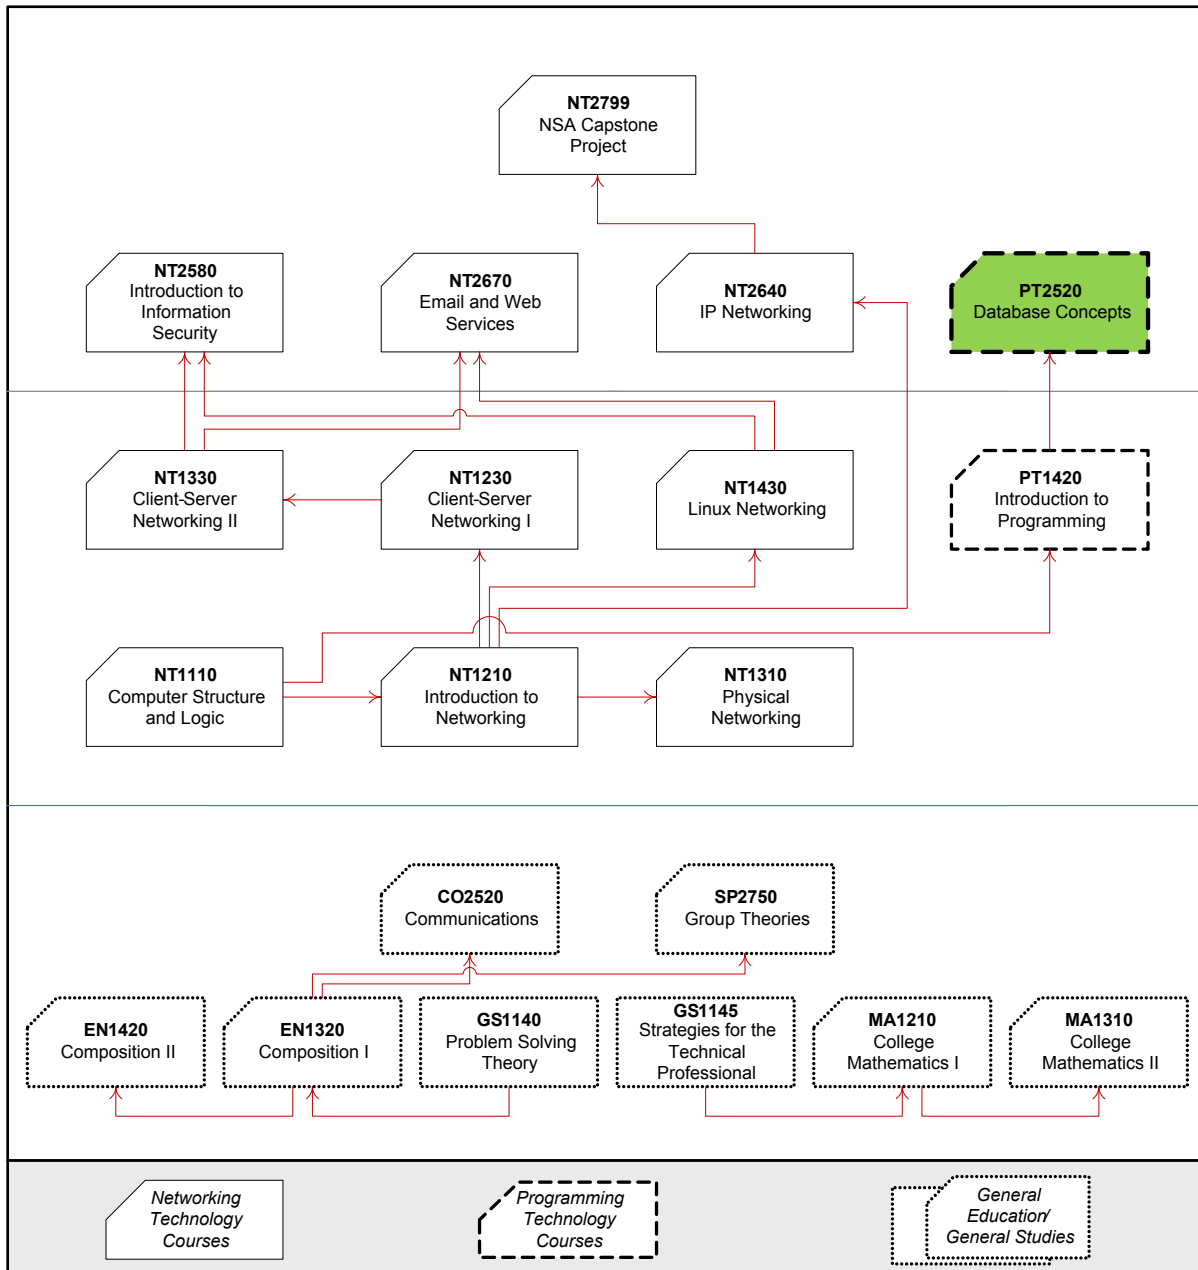 NT2799
NSA Capstone
Project
NT2580
Introduction to
Information
Security
NT2670
Email and Web
Services
NT2640
IP Networking
PT2520
Database Concepts
NT1330
Client-Server
Networking II
NT1230
Client-Server
Networking I
NT1430
Linux Networking
PT1420
Introduction to
Programming
NT1110
Computer Structure
and Logic
NT1210
Introduction to
Networking
NT1310
Physical
Networking
CO2520
Communications
SP2750
Group Theories
EN1420
Composition II
EN1320
Composition I
GS1140
Problem Solving
Theory
GS1145
Strategies for the
Technical
Professional
MA1210
College
Mathematics I
MA1310
College
Mathematics II
Networking
Technology
Courses
Programming
Technology
Courses
General
Education/
General Studies